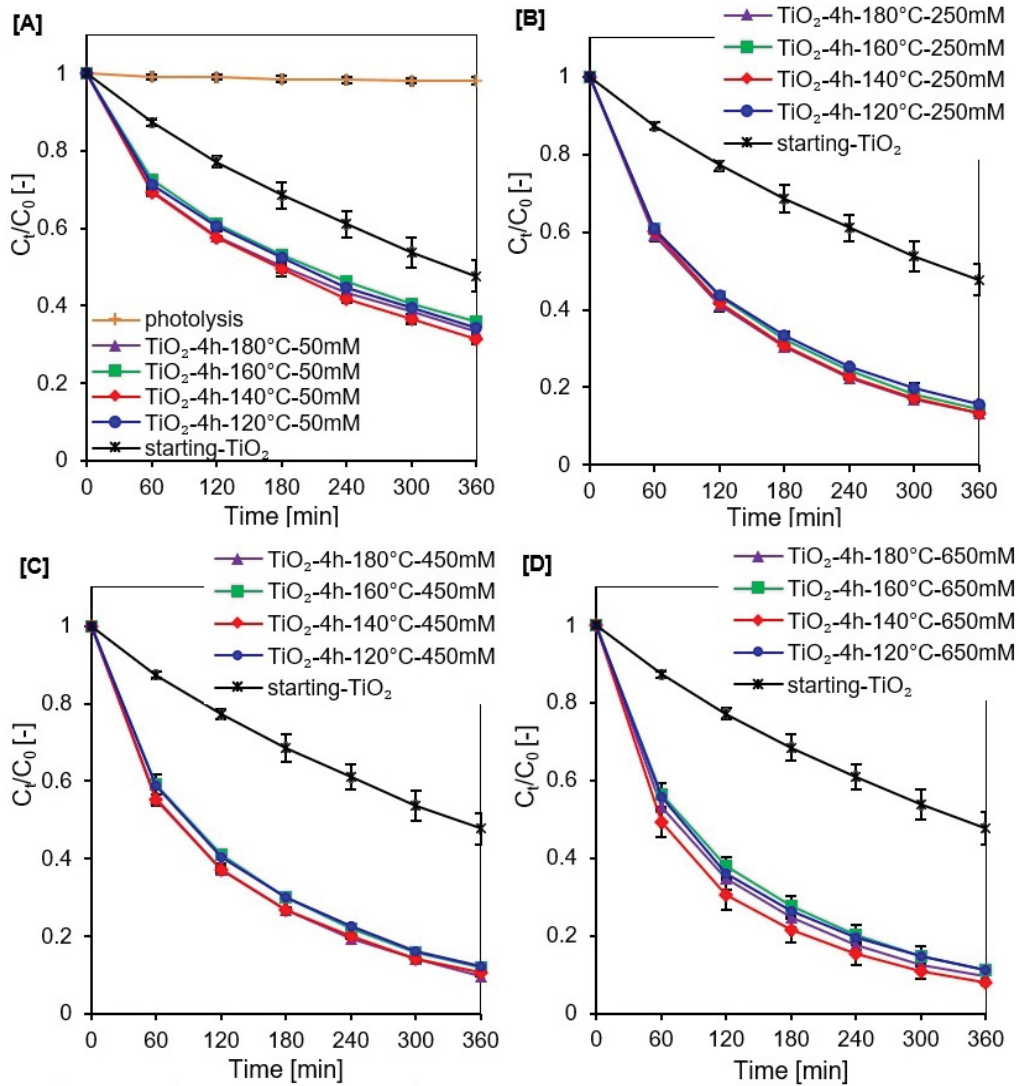 [A]
Cₜ/C₀ [-]
1
0.8
0.6
0.4
0.2
0
photolysis
TiO₂-4h-180°C-50mM
TiO₂-4h-160°C-50mM
TiO₂-4h-140°C-50mM
TiO₂-4h-120°C-50mM
starting-TiO₂
0 60 120 180 240 300 360
Time [min]
[B]
TiO₂-4h-180°C-250mM
TiO₂-4h-160°C-250mM
TiO₂-4h-140°C-250mM
TiO₂-4h-120°C-250mM
starting-TiO₂
Cₜ/C₀ [-]
1
0.8
0.6
0.4
0.2
0
0 60 120 180 240 300 360
Time [min]
[C]
TiO₂-4h-180°C-450mM
TiO₂-4h-160°C-450mM
TiO₂-4h-140°C-450mM
TiO₂-4h-120°C-450mM
starting-TiO₂
Cₜ/C₀ [-]
1
0.8
0.6
0.4
0.2
0
0 60 120 180 240 300 360
Time [min]
[D]
TiO₂-4h-180°C-650mM
TiO₂-4h-160°C-650mM
TiO₂-4h-140°C-650mM
TiO₂-4h-120°C-650mM
starting-TiO₂
Cₜ/C₀ [-]
1
0.8
0.6
0.4
0.2
0
0 60 120 180 240 300 360
Time [min]